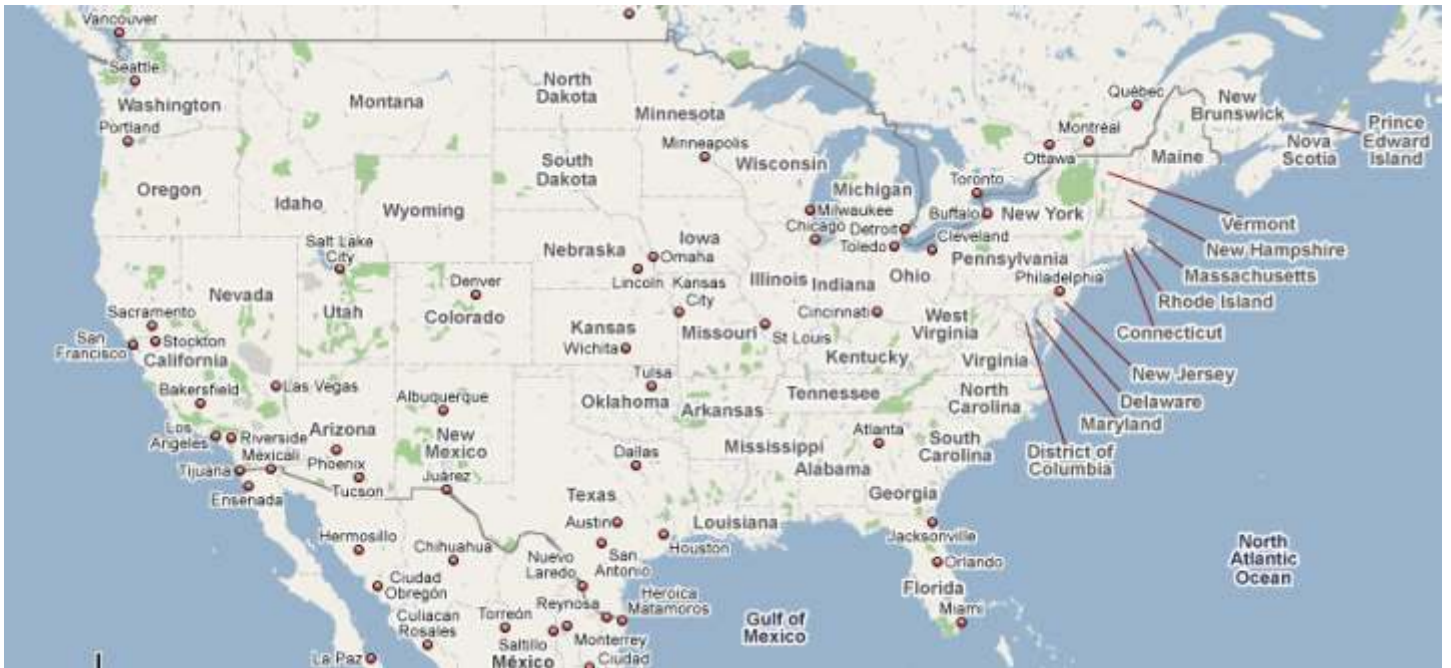 Vancouver
Seattle
Washington
Portland
Oregon
Montana
Idaho
Wyoming
North
Dakota
South
Dakota
Minnesota
Minneapolis
Wisconsin
Michigan
Milwaukee
Chicago
Detroit
Toledo
Toronto
Buffalo
Cleveland
Ottawa
Montréal
Québec
New
Brunswick
Prince
Edward
Island
Nova
Scotia
Maine
New York
Vermont
New Hampshire
Massachusetts
Rhode Island
Connecticut
Pennsylvania
Philadelphia
New Jersey
Delaware
Maryland
District of
Columbia
Salt Lake
City
Nevada
Utah
Denver
Colorado
Nebraska
Iowa
Omaha
Lincoln
Kansas
City
Kansas
Wichita
Missouri
St Louis
Illinois
Indiana
Ohio
Cincinnati
West
Virginia
Virginia
Kentucky
Tennessee
North
Carolina
South
Carolina
Sacramento
San
Francisco
Stockton
California
Bakersfield
Las Vegas
Los
Angeles
Riverside
Mexicali
Tijuana
Ensenada
Arizona
Phoenix
Tucson
Albuquerque
New
Mexico
Juárez
Tulsa
Oklahoma
Arkansas
Dallas
Texas
Austin
San
Antonio
Houston
Louisiana
Mississippi
Alabama
Atlanta
Georgia
Jacksonville
Orlando
Florida
Miami
Hermosillo
Chihuahua
Ciudad
Obregón
Culiacan
Rosales
La Paz
Nuevo
Laredo
Torreón
Saltillo
Reynosa
Heroica
Matamoros
Monterrey
México
Ciudad
Gulf of
Mexico
North
Atlantic
Ocean